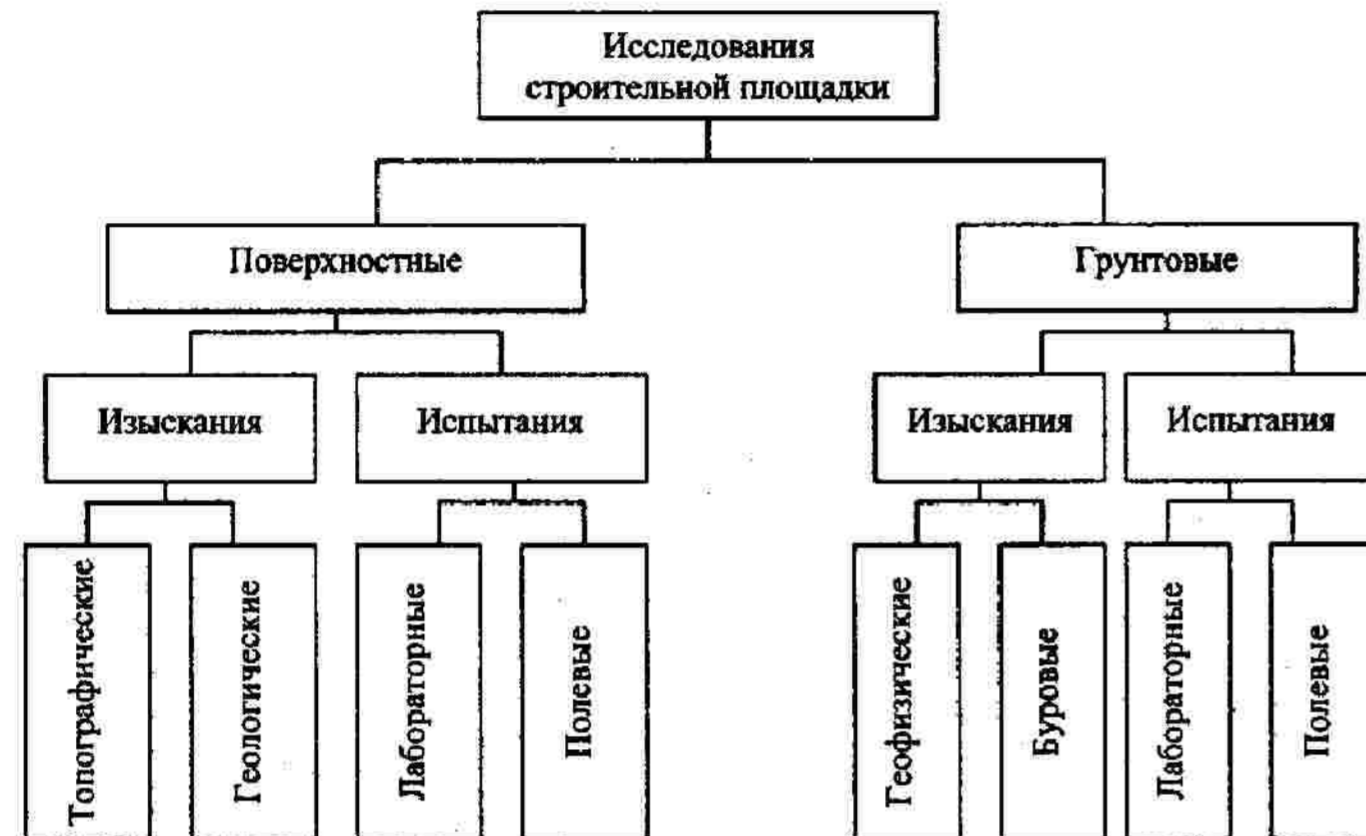 Исследования
строительной площадки
Поверхностные
Грунтовые
Изыскания
Испытания
Изыскания
Испытания
Топографические
Геологические
Лабораторные
Полевые
Геофизические
Буровые
Лабораторные
Полевые